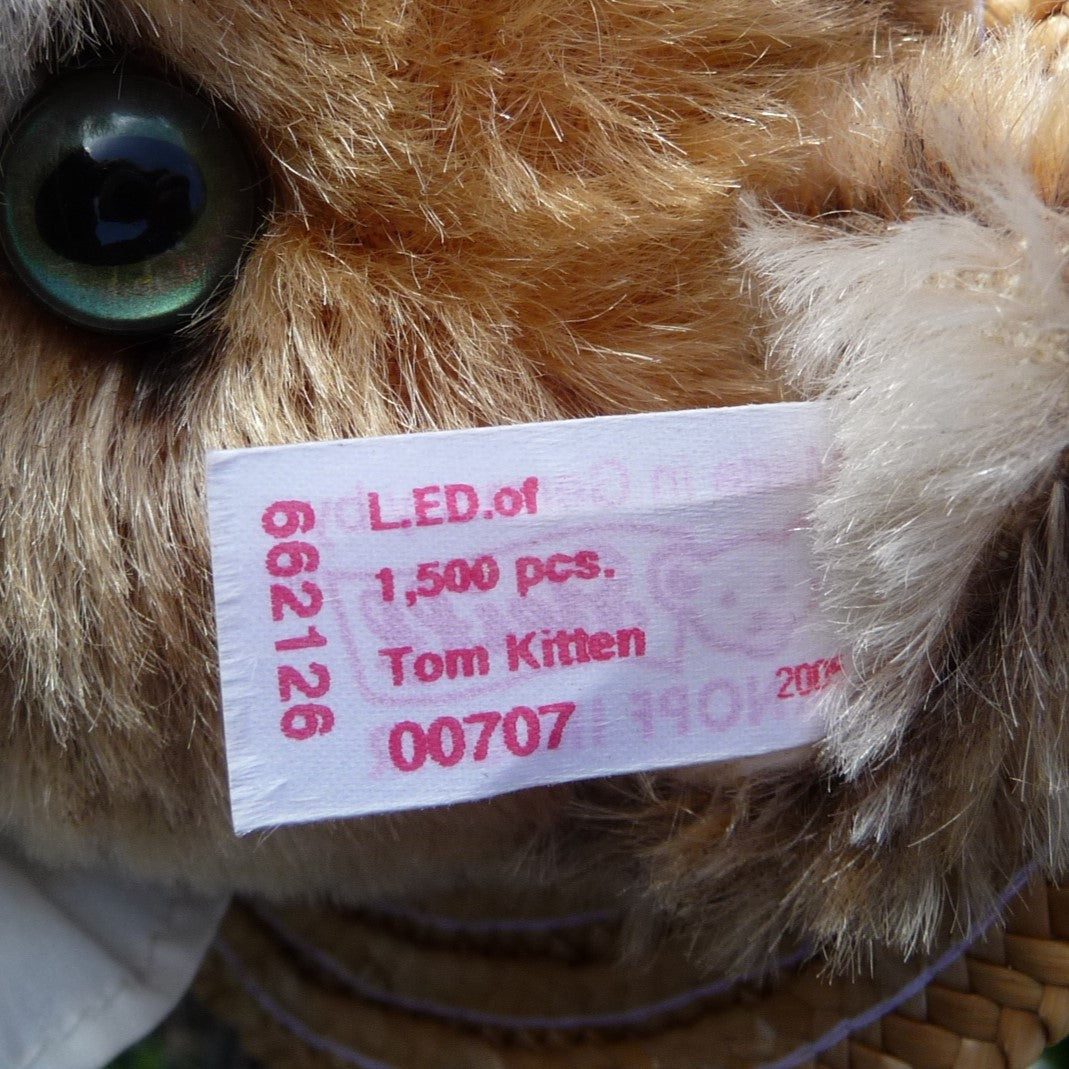 662126
L.ED.of
1,500 pcs.
Tom Kitten
00707